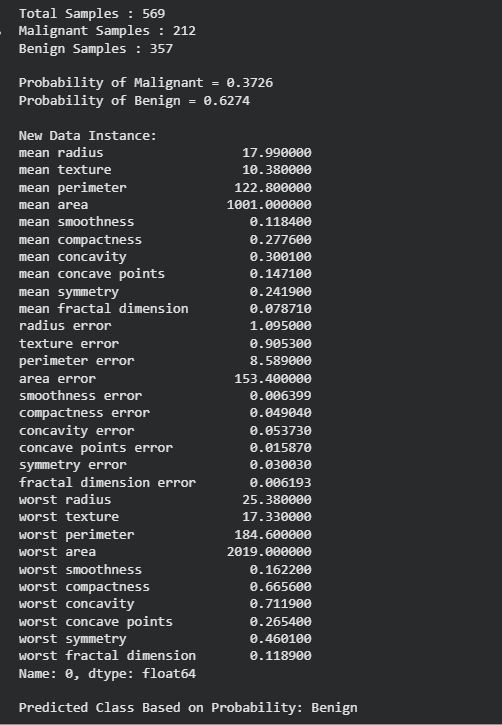 Total Samples : 569
Malignant Samples : 212
Benign Samples : 357
Probability of Malignant = 0.3726
Probability of Benign = 0.6274
New Data Instance:
mean radius 17.990000
mean texture 10.380000
mean perimeter 122.800000
mean area 1001.000000
mean smoothness 0.118400
mean compactness 0.277600
mean concavity 0.300100
mean concave points 0.147100
mean symmetry 0.241900
mean fractal dimension 0.078710
radius error 1.095000
texture error 0.905300
perimeter error 8.589000
area error 153.400000
smoothness error 0.006399
compactness error 0.049040
concavity error 0.053730
concave points error 0.015870
symmetry error 0.030030
fractal dimension error 0.006193
worst radius 25.380000
worst texture 17.330000
worst perimeter 184.600000
worst area 2019.000000
worst smoothness 0.162200
worst compactness 0.665600
worst concavity 0.711900
worst concave points 0.265400
worst symmetry 0.460100
worst fractal dimension 0.118900
Name: 0, dtype: float64
Predicted Class Based on Probability: Benign